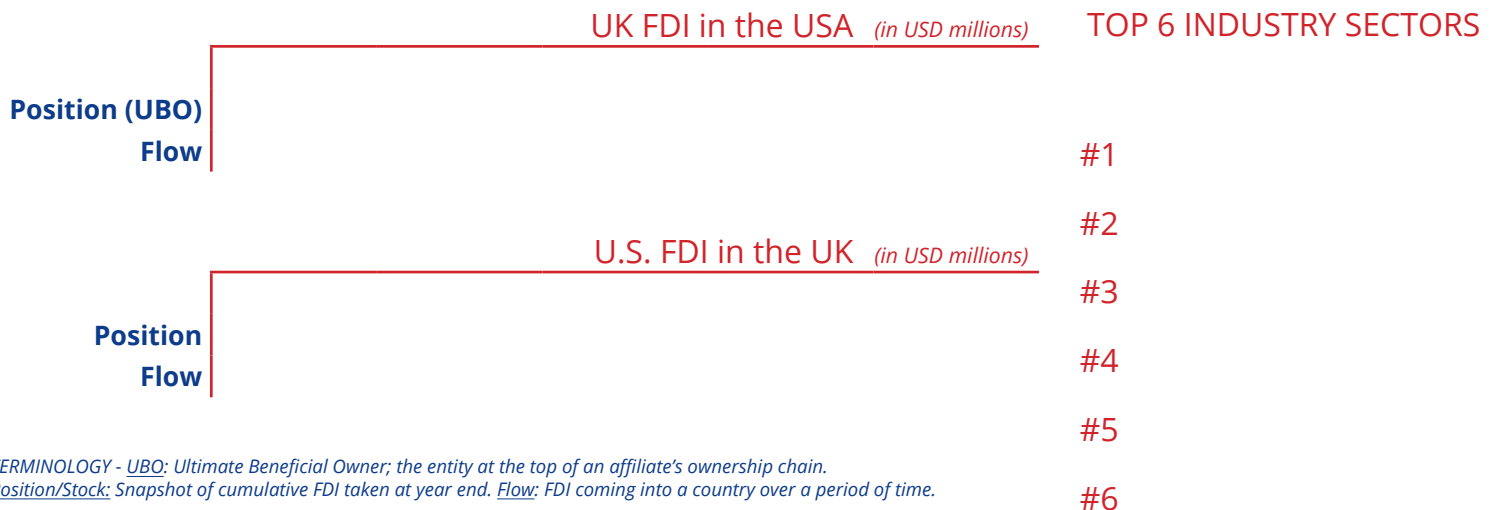 UK FDI in the USA (in USD millions)
Position (UBO)
Flow
U.S. FDI in the UK (in USD millions)
Position
Flow
ERMINOLOGY - UBO: Ultimate Beneficial Owner; the entity at the top of an affiliate's ownership chain.
osition/Stock: Snapshot of cumulative FDI taken at year end. Flow: FDI coming into a country over a period of time.
TOP 6 INDUSTRY SECTORS
#1
#2
#3
#4
#5
#6